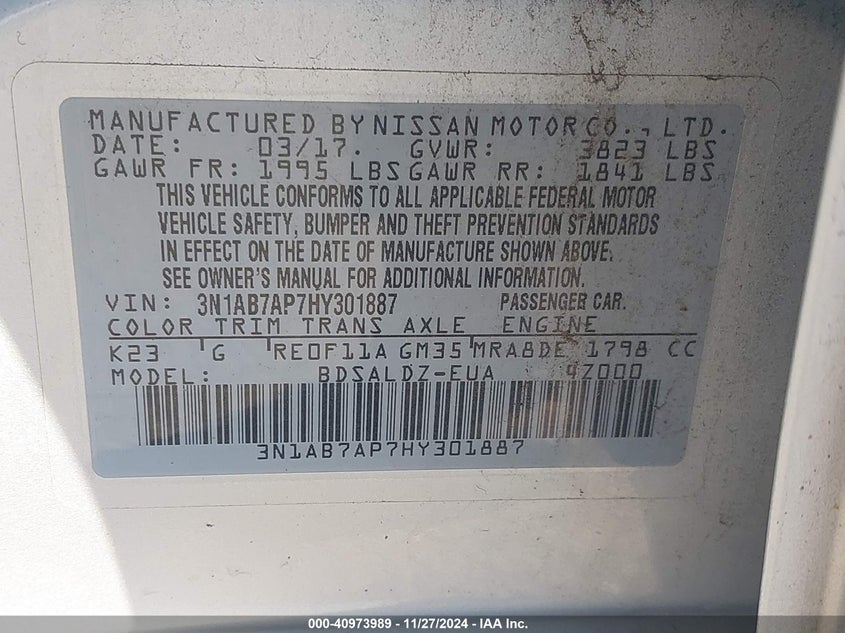 MANUFACTURED BY NISSAN MOTOR CO., LTD.
DATE: 03/17. GVWR: 3823 LBS
GAWR FR: 1995 LBS GAWR RR: 1841 LBS
THIS VEHICLE CONFORMS TO ALL APPLICABLE FEDERAL MOTOR
VEHICLE SAFETY, BUMPER AND THEFT PREVENTION STANDARDS
IN EFFECT ON THE DATE OF MANUFACTURE SHOWN ABOVE.
SEE OWNER'S MANUAL FOR ADDITIONAL INFORMATION.
VIN: 3N1AB7AP7HY301887 PASSENGER CAR.
COLOR TRIM TRANS AXLE ENGINE
K23 G RE0F11A GM35 MRA8DE 1798 CC
MODEL: BDSALDZ-EUA 4Z000
3N1AB7AP7HY301887
000-40973989 - 11/27/2024 - IAA Inc.